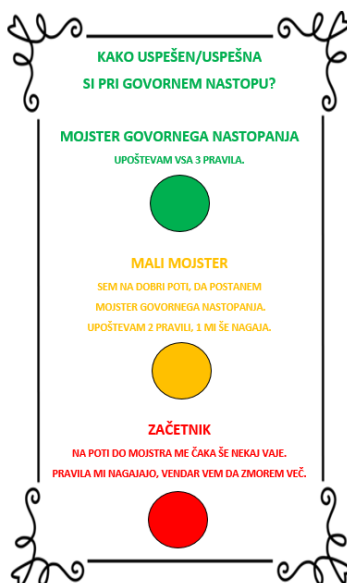 KAKO USPEŠEN/USPEŠNA
SI PRI GOVORNEM NASTOPU?
MOJSTER GOVORNEGA NASTOPANJA
UPOŠTEVAM VSA 3 PRAVILA.
MALI MOJSTER
SEM NA DOBRI POTI, DA POSTANEM
MOJSTER GOVORNEGA NASTOPANJA.
UPOŠTEVAM 2 PRAVILI, 1 MI ŠE NAGAJA.
ZAČETNIK
NA POTI DO MOJSTRA ME ČAKA ŠE NEKAJ VAJE.
PRAVILA MI NAGAJAJO, VENDAR VEM DA ZMOREM VEČ.